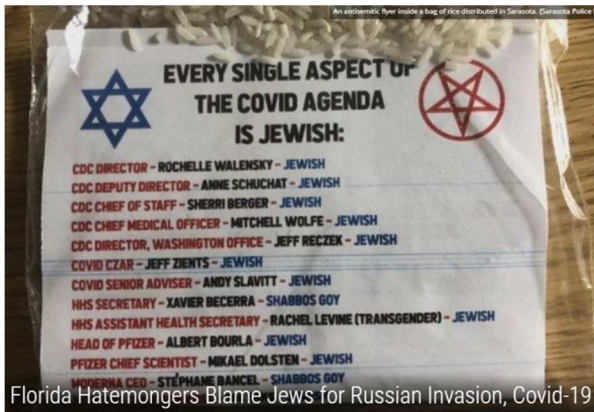 An antisemitic flyer inside a bag of rice distributed in Sarasota. (Sarasota Police
EVERY SINGLE ASPECT OF
THE COVID AGENDA
IS JEWISH:
CDC DIRECTOR – ROCHELLE WALENSKY – JEWISH
CDC DEPUTY DIRECTOR – ANNE SCHUCHAT – JEWISH
CDC CHIEF OF STAFF – SHERRI BERGER – JEWISH
CDC CHIEF MEDICAL OFFICER – MITCHELL WOLFE – JEWISH
CDC DIRECTOR, WASHINGTON OFFICE – JEFF RECZEK – JEWISH
COVID CZAR – JEFF ZIENTS – JEWISH
COVID SENIOR ADVISER – ANDY SLAVITT – JEWISH
HHS SECRETARY – XAVIER BECERRA – SHABBOS GOY
HHS ASSISTANT HEALTH SECRETARY – RACHEL LEVINE (TRANSGENDER) – JEWISH
HEAD OF PFIZER – ALBERT BOURLA – JEWISH
PFIZER CHIEF SCIENTIST – MIKAEL DOLSTEN – JEWISH
MODERNA CEO – STÉPHANE BANCEL – SHABBOS GOY
Florida Hatemongers Blame Jews for Russian Invasion, Covid-19